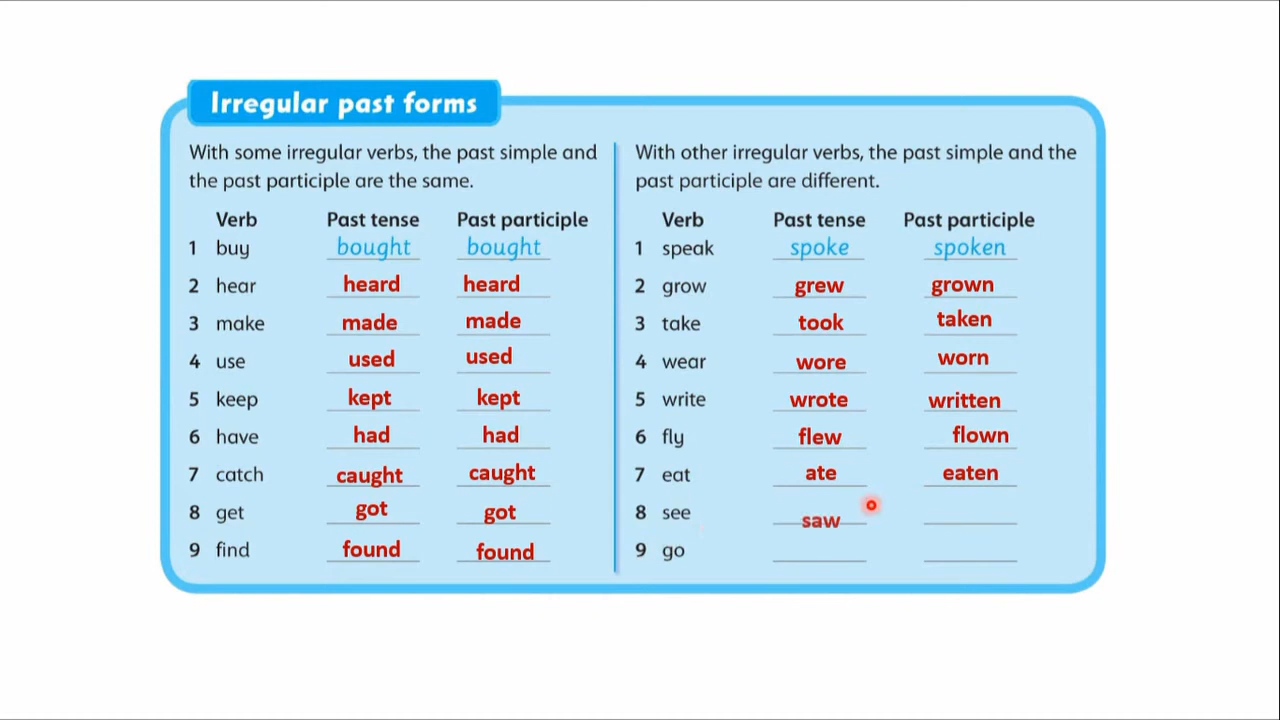 Irregular past forms
With some irregular verbs, the past simple and
the past participle are the same.
Verb Past tense Past participle
1 buy bought bought
2 hear heard heard
3 make made made
4 use used used
5 keep kept kept
6 have had had
7 catch caught caught
8 get got got
9 find found found
With other irregular verbs, the past simple and the
past participle are different.
Verb Past tense Past participle
1 speak spoke spoken
2 grow grew grown
3 take took taken
4 wear wore worn
5 write wrote written
6 fly flew flown
7 eat ate eaten
8 see saw
9 go